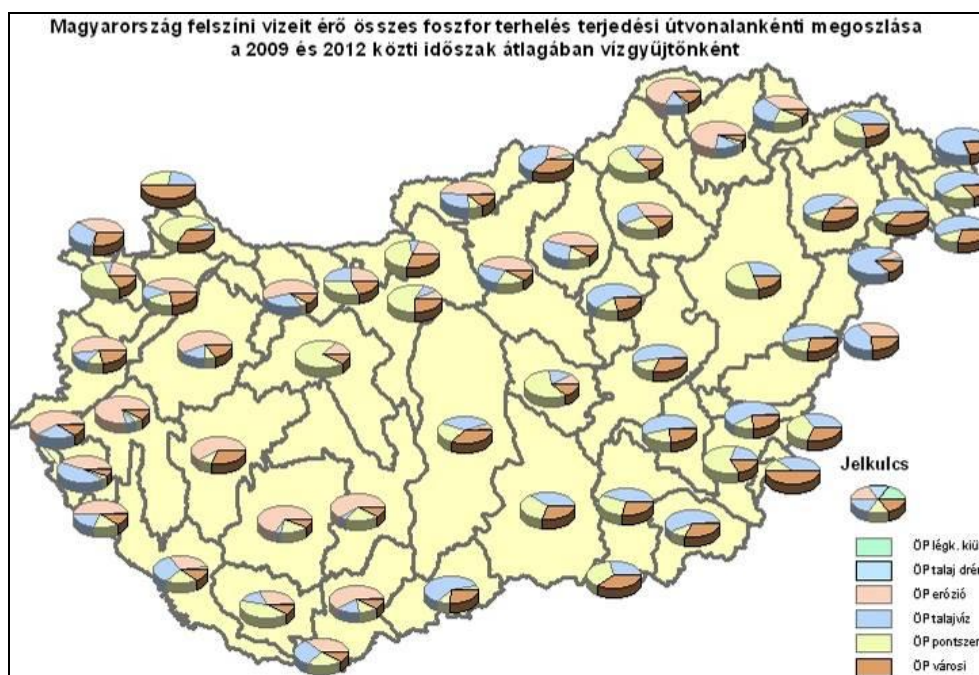 Magyarország felszíni vizeit érő összes foszfor terhelés terjedési útvonalankénti megoszlása
a 2009 és 2012 közti időszak átlagában vízgyűjtőnként
Jelkulcs
ÖP légk. kiü
ÖP talaj drén
ÖP erózió
ÖP talajvíz
ÖP pontszer
ÖP városi